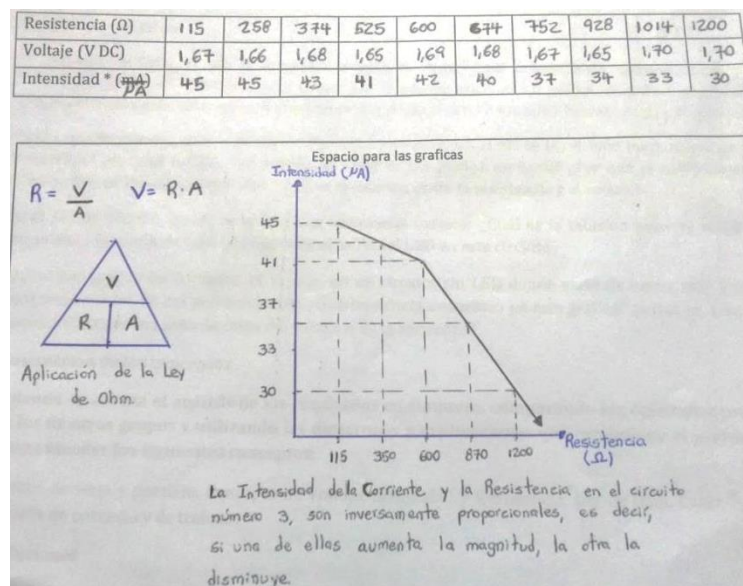 Resistencia (Ω) 115 258 374 525 600 674 752 928 1014 1200
Voltaje (V DC) 1,67 1,66 1,68 1,65 1,69 1,68 1,67 1,65 1,70 1,70
Intensidad * (mA) μA 45 45 43 41 42 40 37 34 33 30
Espacio para las graficas
Intensidad (μA)
R = V/A V = R · A
45
41
37
33
30
V
R A
Aplicación de la Ley
de Ohm
115 350 600 870 1200
Resistencia
(Ω)
La Intensidad de la Corriente y la Resistencia en el circuito
número 3, son inversamente proporcionales, es decir,
si una de ellas aumenta la magnitud, la otra la
disminuye.